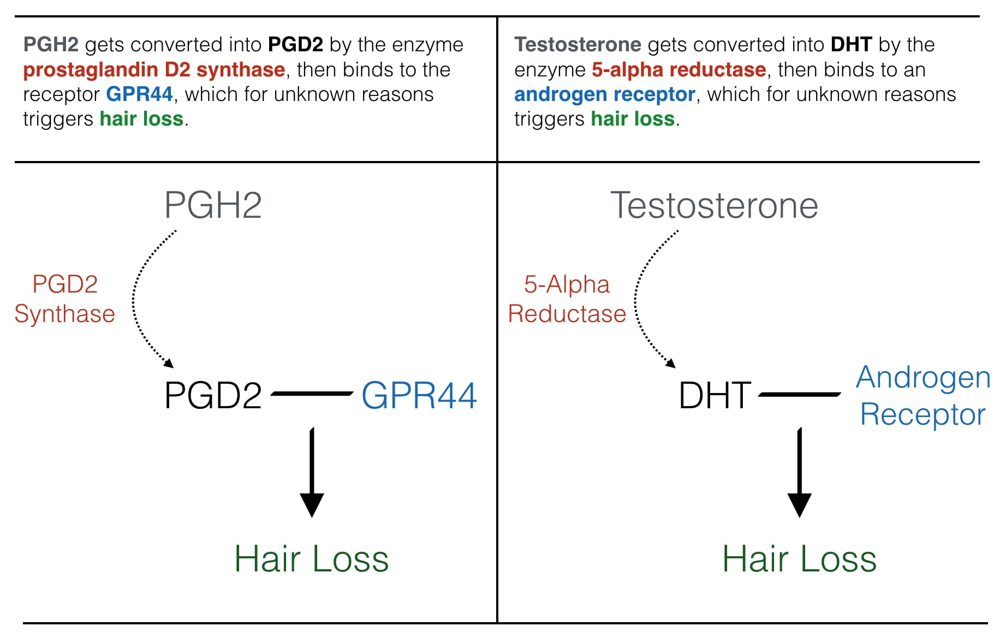 PGH2 gets converted into PGD2 by the enzyme
prostaglandin D2 synthase, then binds to the
receptor GPR44, which for unknown reasons
triggers hair loss.
Testosterone gets converted into DHT by the
enzyme 5-alpha reductase, then binds to an
androgen receptor, which for unknown reasons
triggers hair loss.
PGH2
PGD2
Synthase
PGD2
GPR44
Hair Loss
Testosterone
5-Alpha
Reductase
DHT
Androgen
Receptor
Hair Loss